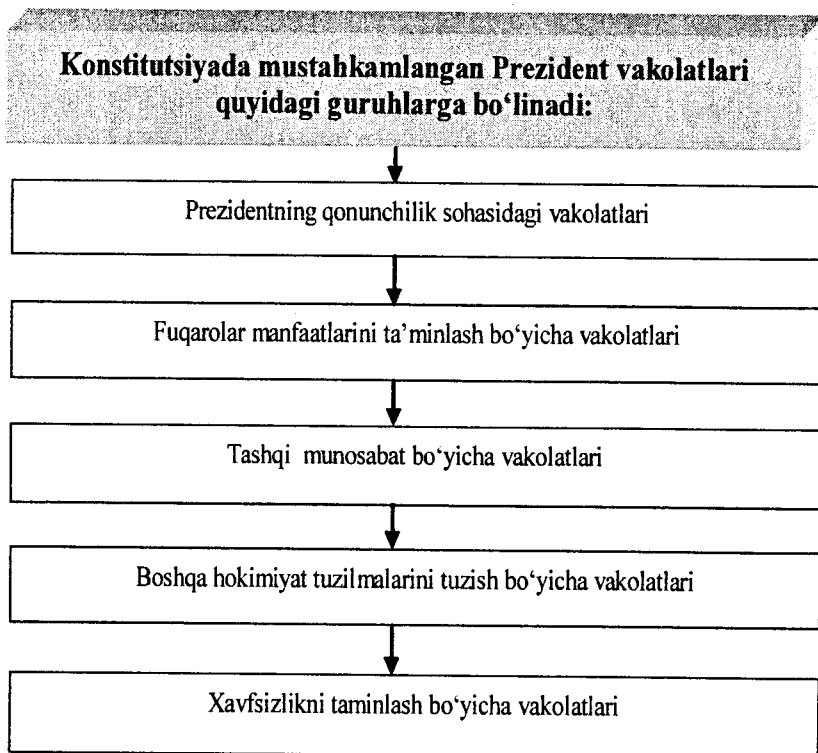 Konstitutsiyada mustahkamlangan Prezident vakolatlari
quyidagi guruhlarga bo‘linadi:
Prezidentning qonunchilik sohasidagi vakolatlari
Fuqarolar manfaatlarini ta’minlash bo‘yicha vakolatlari
Tashqi munosabat bo‘yicha vakolatlari
Boshqa hokimiyat tuzilmalarini tuzish bo‘yicha vakolatlari
Xavfsizlikni taminlash bo‘yicha vakolatlari